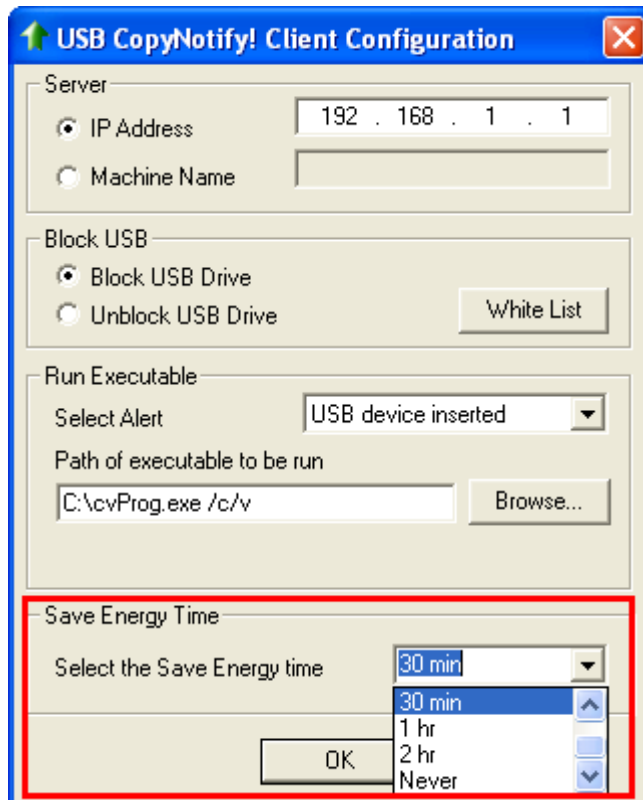 USB CopyNotify! Client Configuration
Server
IP Address
192 . 168 . 1 . 1
Machine Name
Block USB
Block USB Drive
Unblock USB Drive
White List
Run Executable
Select Alert
USB device inserted
Path of executable to be run
C:\cvProg.exe /c/v
Browse...
Save Energy Time
Select the Save Energy time
30 min
30 min
1 hr
2 hr
Never
OK